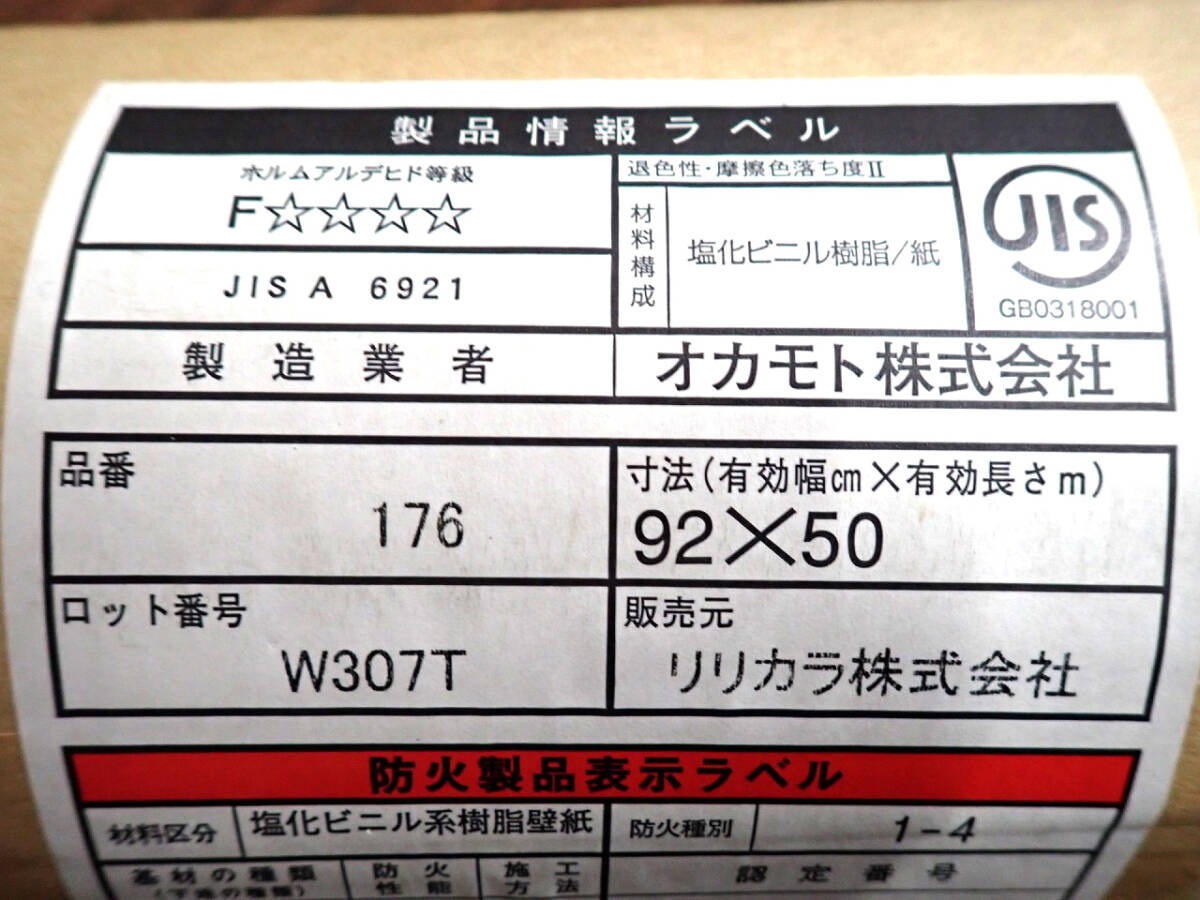 製品情報ラベル
ホルムアルデヒド等級
F☆☆☆☆
JIS A 6921
退色性・摩擦色落ち度Ⅱ
材料構成
塩化ビニル樹脂/紙
JIS
GB0318001
製造業者
オカモト株式会社
品番
176
寸法(有効幅㎝×有効長さm)
92×50
ロット番号
W307T
販売元
リリカラ株式会社
防火製品表示ラベル
材料区分
塩化ビニル系樹脂壁紙
防火種別
1-4
基材の種類
(下地の種類)
防火
性能
施工
方法
認定番号